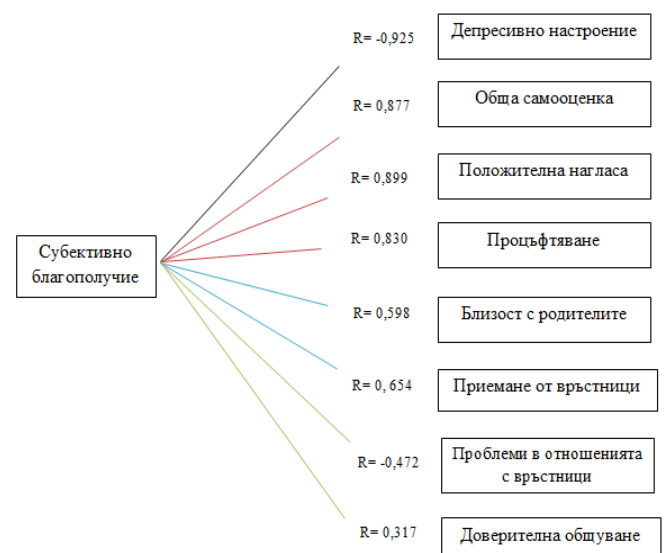 R= -0,925
Депресивно настроение
R= 0,877
Обща самооценка
R= 0,899
Положителна нагласа
R= 0,830
Процъфтяване
Субективно
благополучие
R= 0,598
Близост с родителите
R= 0, 654
Приемане от връстници
R= -0,472
Проблеми в отношенията
с връстници
R= 0,317
Доверителна общуване